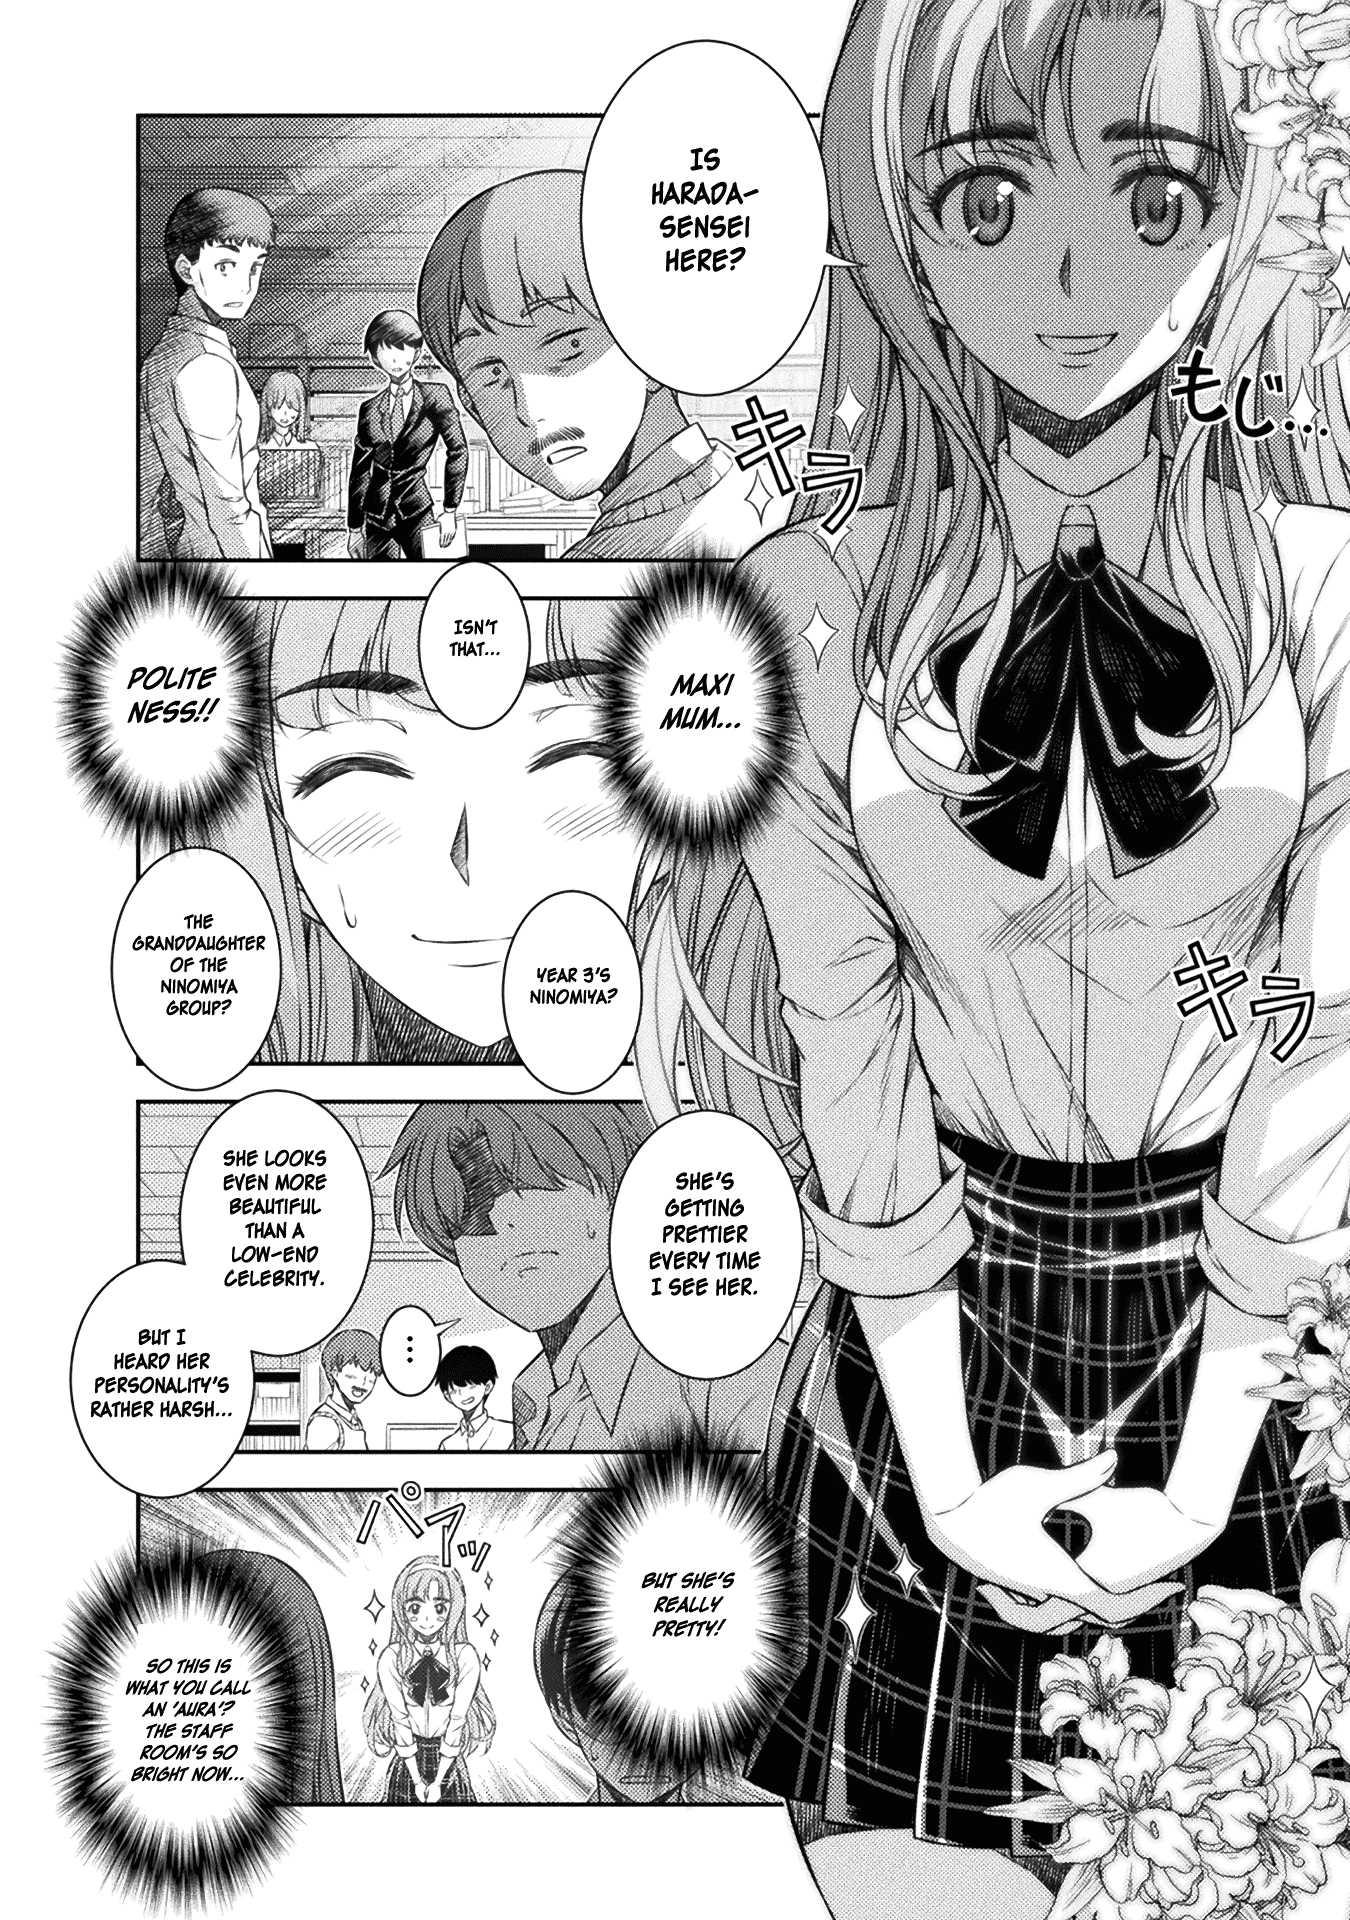 IS
HARADA-
SENSEI
HERE?
もじ…
キラ
キラ
MAXI
MUM...
ISN'T
THAT...
POLITE
NESS!!
YEAR 3'S
NINOMIYA?
THE
GRANDDAUGHTER
OF THE
NINOMIYA
GROUP?
SHE'S
GETTING
PRETTIER
EVERY TIME
I SEE HER.
SHE LOOKS
EVEN MORE
BEAUTIFUL
THAN A
LOW-END
CELEBRITY.
BUT I
HEARD HER
PERSONALITY'S
RATHER HARSH...
...
BUT SHE'S
REALLY
PRETTY!
パアッ
SO THIS IS
WHAT YOU CALL
AN 'AURA'?
THE STAFF
ROOM'S SO
BRIGHT NOW...